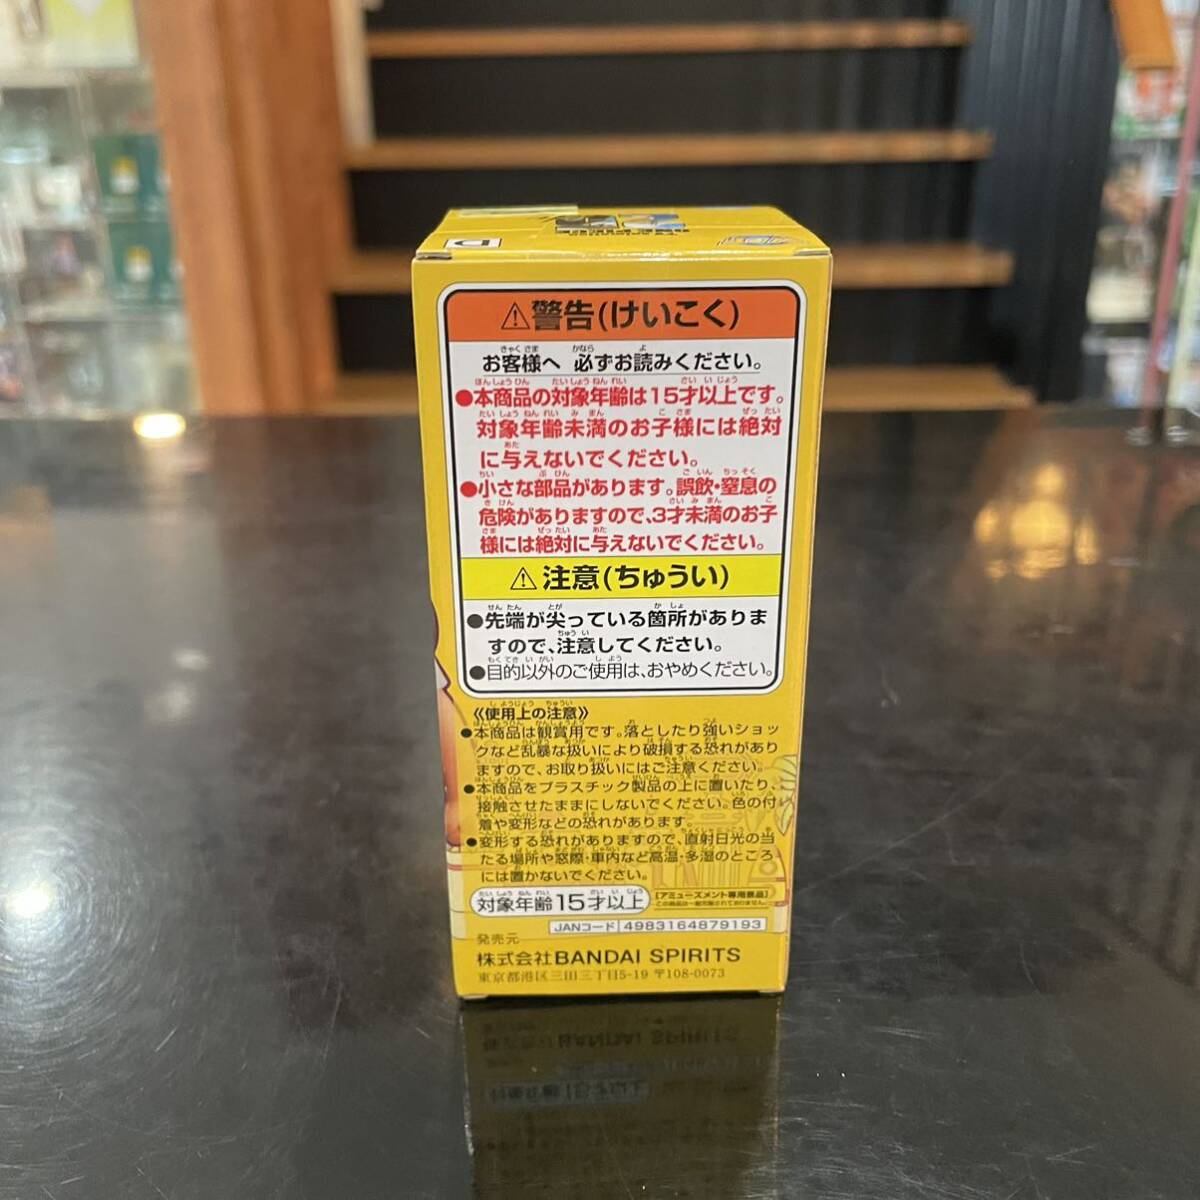 D
警告(けいこく)
お客様へ 必ずお読みください。
●本商品の対象年齢は15才以上です。
対象年齢未満のお子様には絶対
に与えないでください。
●小さな部品があります。誤飲・窒息の
危険がありますので、3才未満のお子
様には絶対に与えないでください。
注意(ちゅうい)
●先端が尖っている箇所がありま
すので、注意してください。
●目的以外のご使用は、おやめください。
《使用上の注意》
●本商品は観賞用です。落としたり強いショッ
クなど乱暴な扱いにより破損する恐れがあり
ますので、お取り扱いにはご注意ください。
●本商品をプラスチック製品の上に置いたり、
接触させたままにしないでください。色の付
着や変形などの恐れがあります。
●変形する恐れがありますので、直射日光の当
たる場所や窓際・車内など高温・多湿のところ
には置かないでください。
対象年齢15才以上
[アミューズメント専用景品]
この商品は一般市販されておりません。
JANコード 4983164879193
発売元
株式会社BANDAI SPIRITS
東京都港区三田三丁目5-19 〒108-0073